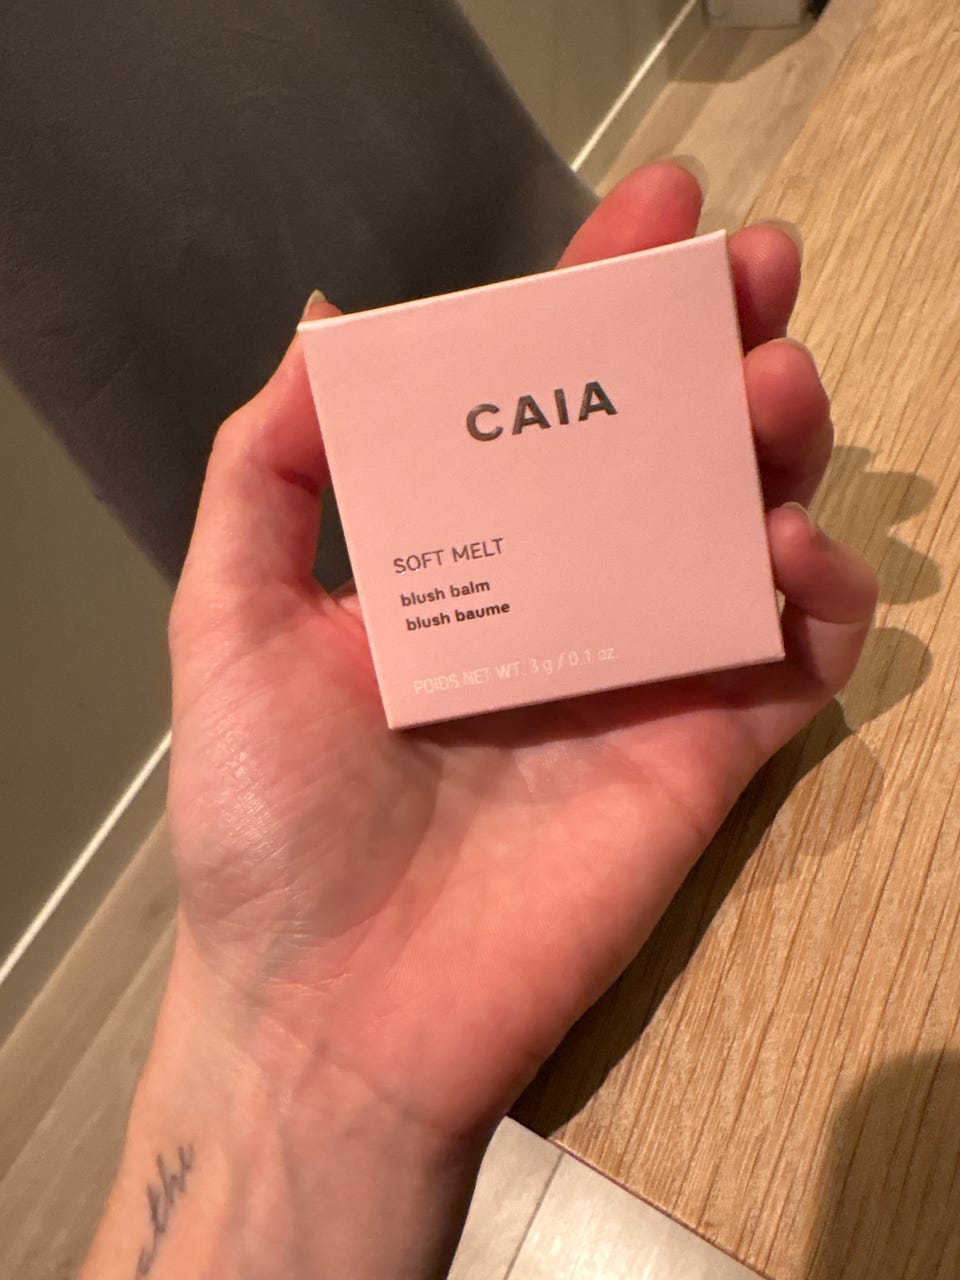 CAIA
SOFT MELT
blush balm
blush baume
POIDS NET WT. 3 g / 0.1 oz.